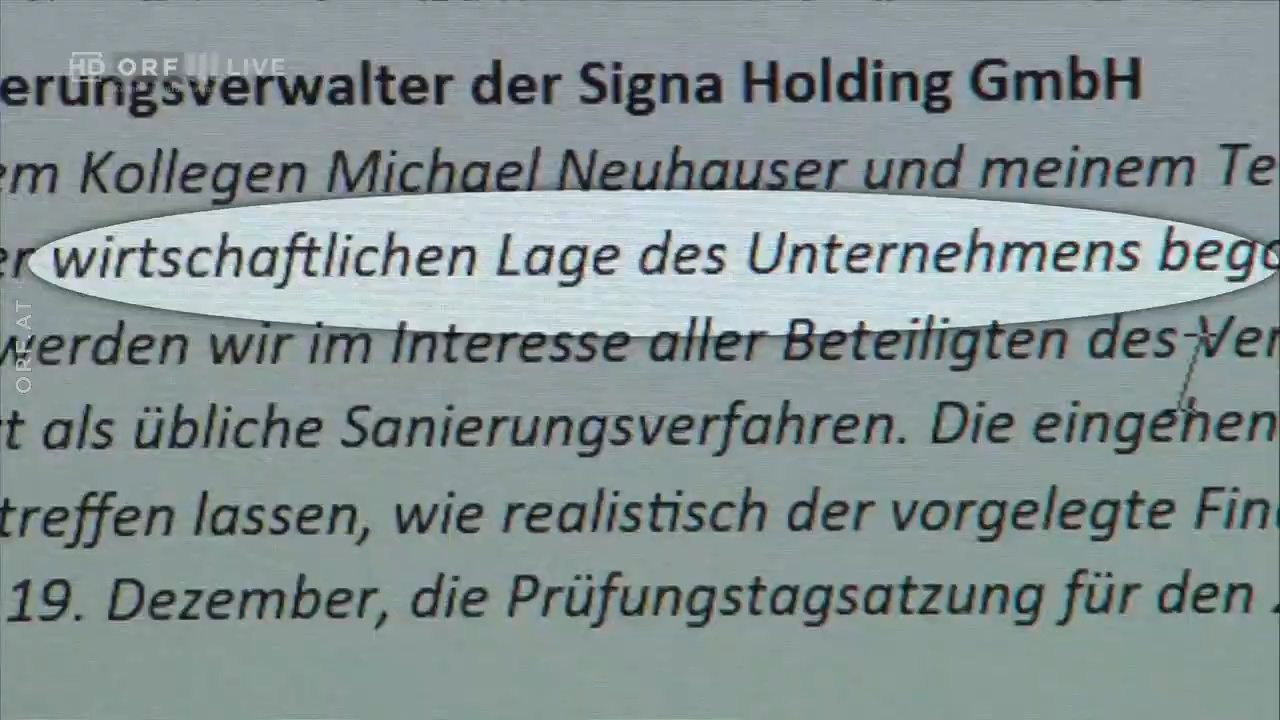 HD ORF III LIVE
erungsverwalter der Signa Holding GmbH
em Kollegen Michael Neuhauser und meinem Te
er wirtschaftlichen Lage des Unternehmens bego
werden wir im Interesse aller Beteiligten des Ver
t als übliche Sanierungsverfahren. Die eingehen
treffen lassen, wie realistisch der vorgelegte Fin
19. Dezember, die Prüfungstagsatzung für den
ORF.AT